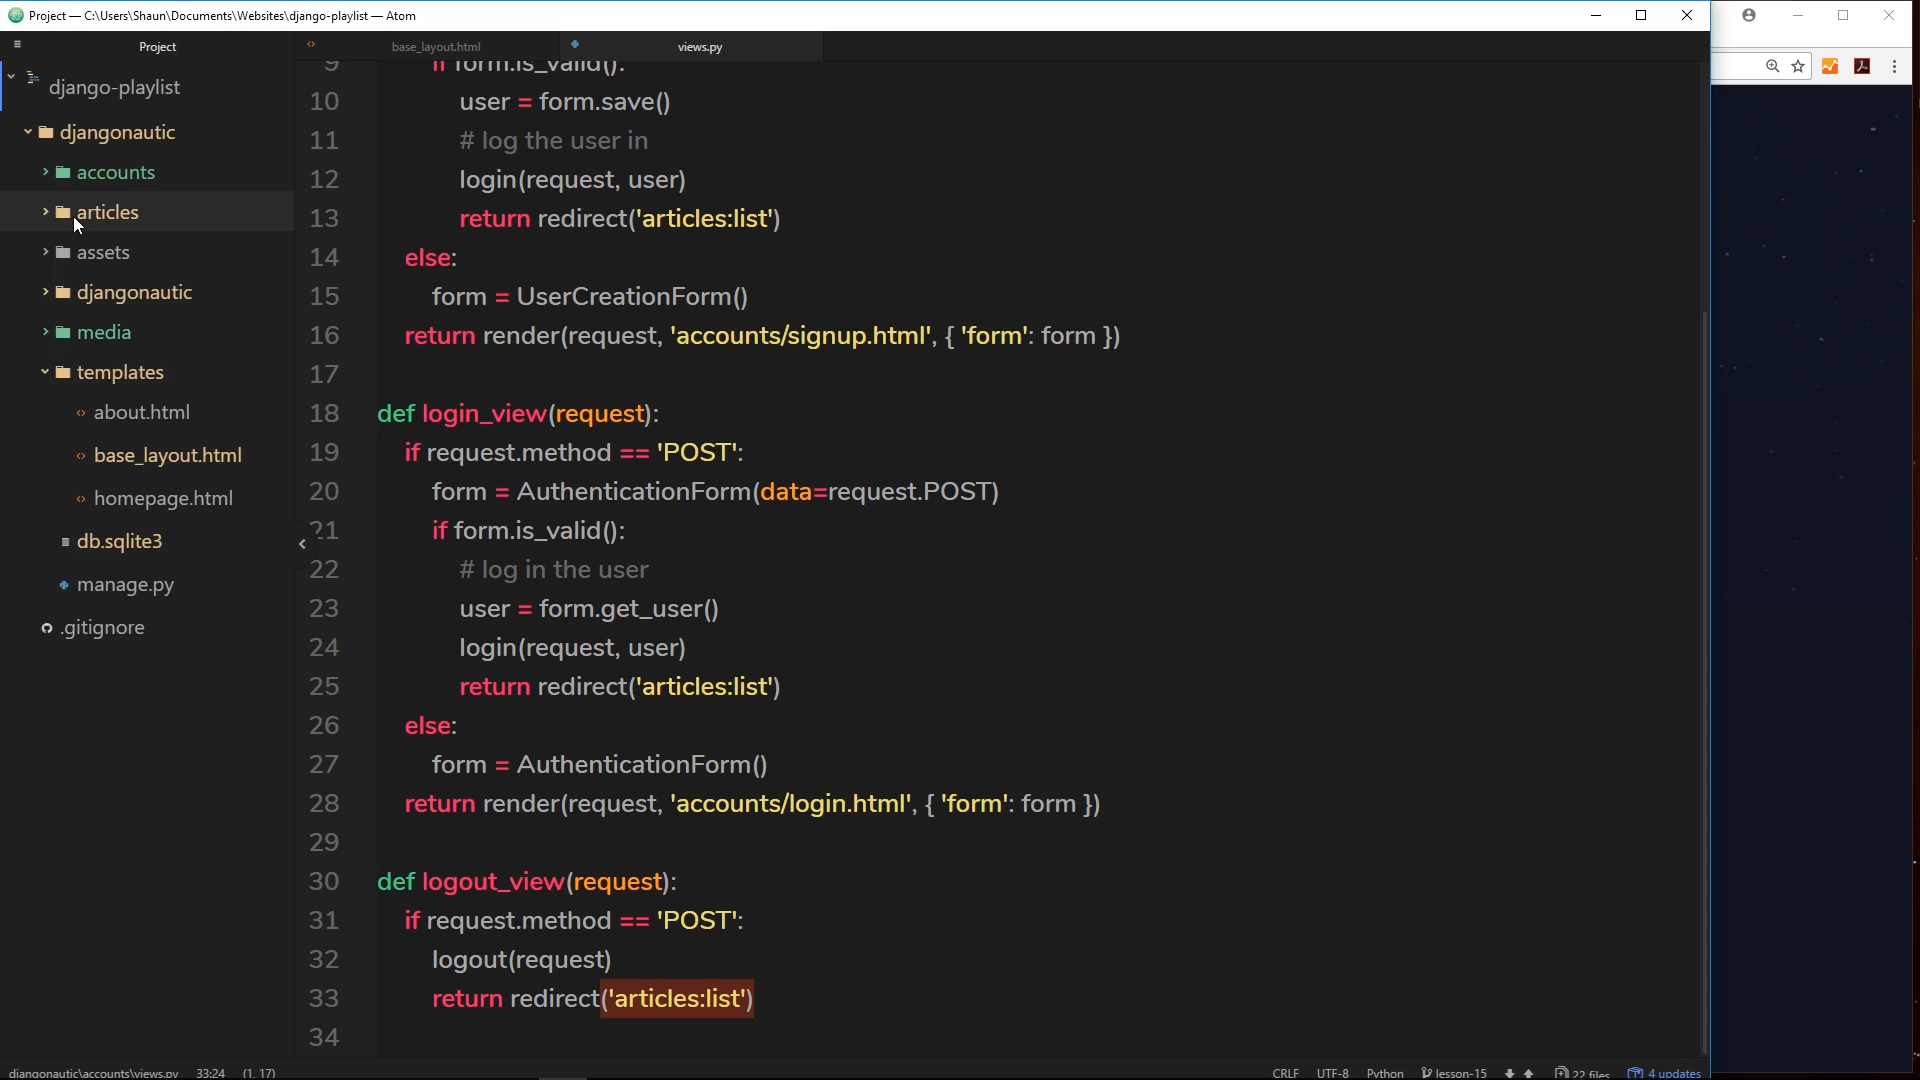 Project — C:\Users\Shaun\Documents\Websites\django-playlist — Atom
Project
base_layout.html
views.py
django-playlist
djangonautic
accounts
articles
assets
djangonautic
media
templates
about.html
base_layout.html
homepage.html
db.sqlite3
manage.py
.gitignore
9 if form.is_valid():
10 user = form.save()
11 # log the user in
12 login(request, user)
13 return redirect('articles:list')
14 else:
15 form = UserCreationForm()
16 return render(request, 'accounts/signup.html', { 'form': form })
17
18 def login_view(request):
19 if request.method == 'POST':
20 form = AuthenticationForm(data=request.POST)
21 if form.is_valid():
22 # log in the user
23 user = form.get_user()
24 login(request, user)
25 return redirect('articles:list')
26 else:
27 form = AuthenticationForm()
28 return render(request, 'accounts/login.html', { 'form': form })
29
30 def logout_view(request):
31 if request.method == 'POST':
32 logout(request)
33 return redirect('articles:list')
34
djangonautic\accounts\views.py 33:24 (1, 17)
CRLF UTF-8 Python lesson-15 22 files 4 updates